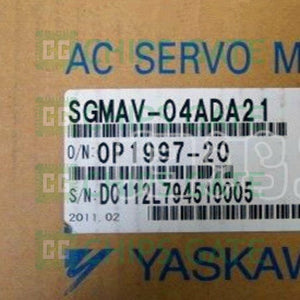 AC SERVO M
SGMAV-04ADA21
O/N: OP1997-20
S/N: D0112L794510005
2011.02
YASKAW